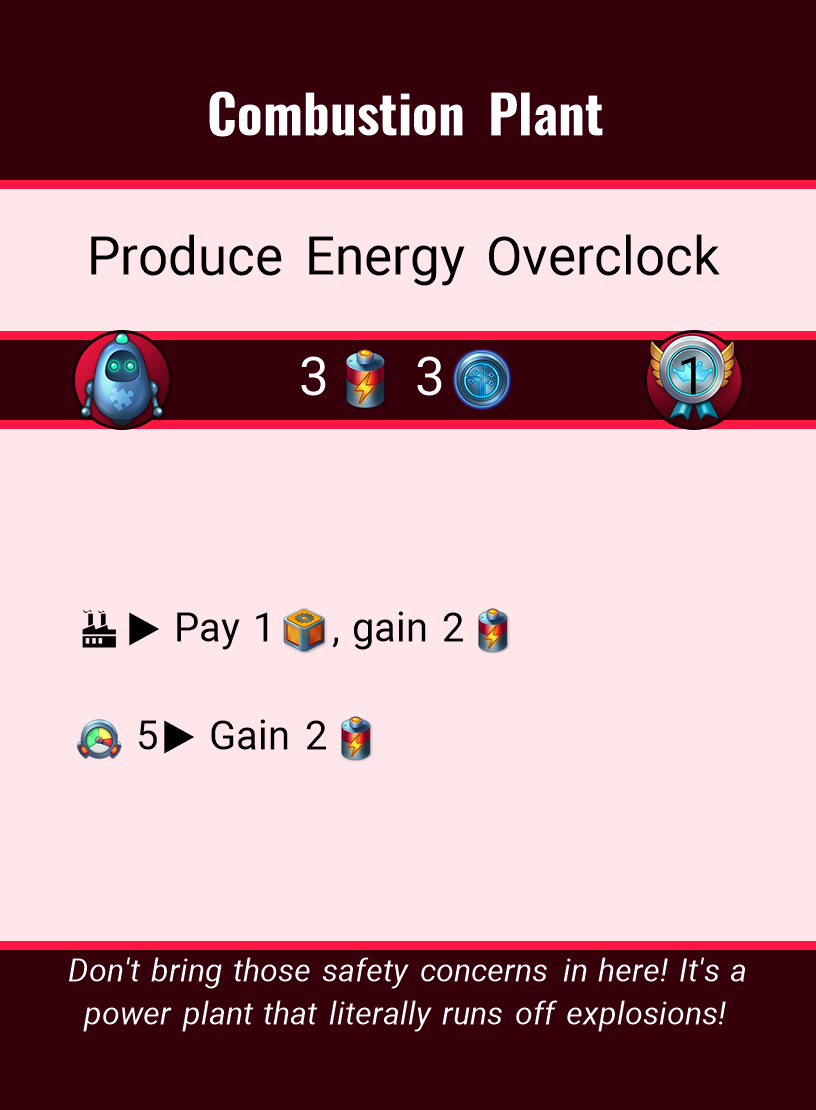 Combustion Plant
Produce Energy Overclock
3 3 1
Pay 1 , gain 2
5 Gain 2
Don't bring those safety concerns in here! It's a
power plant that literally runs off explosions!